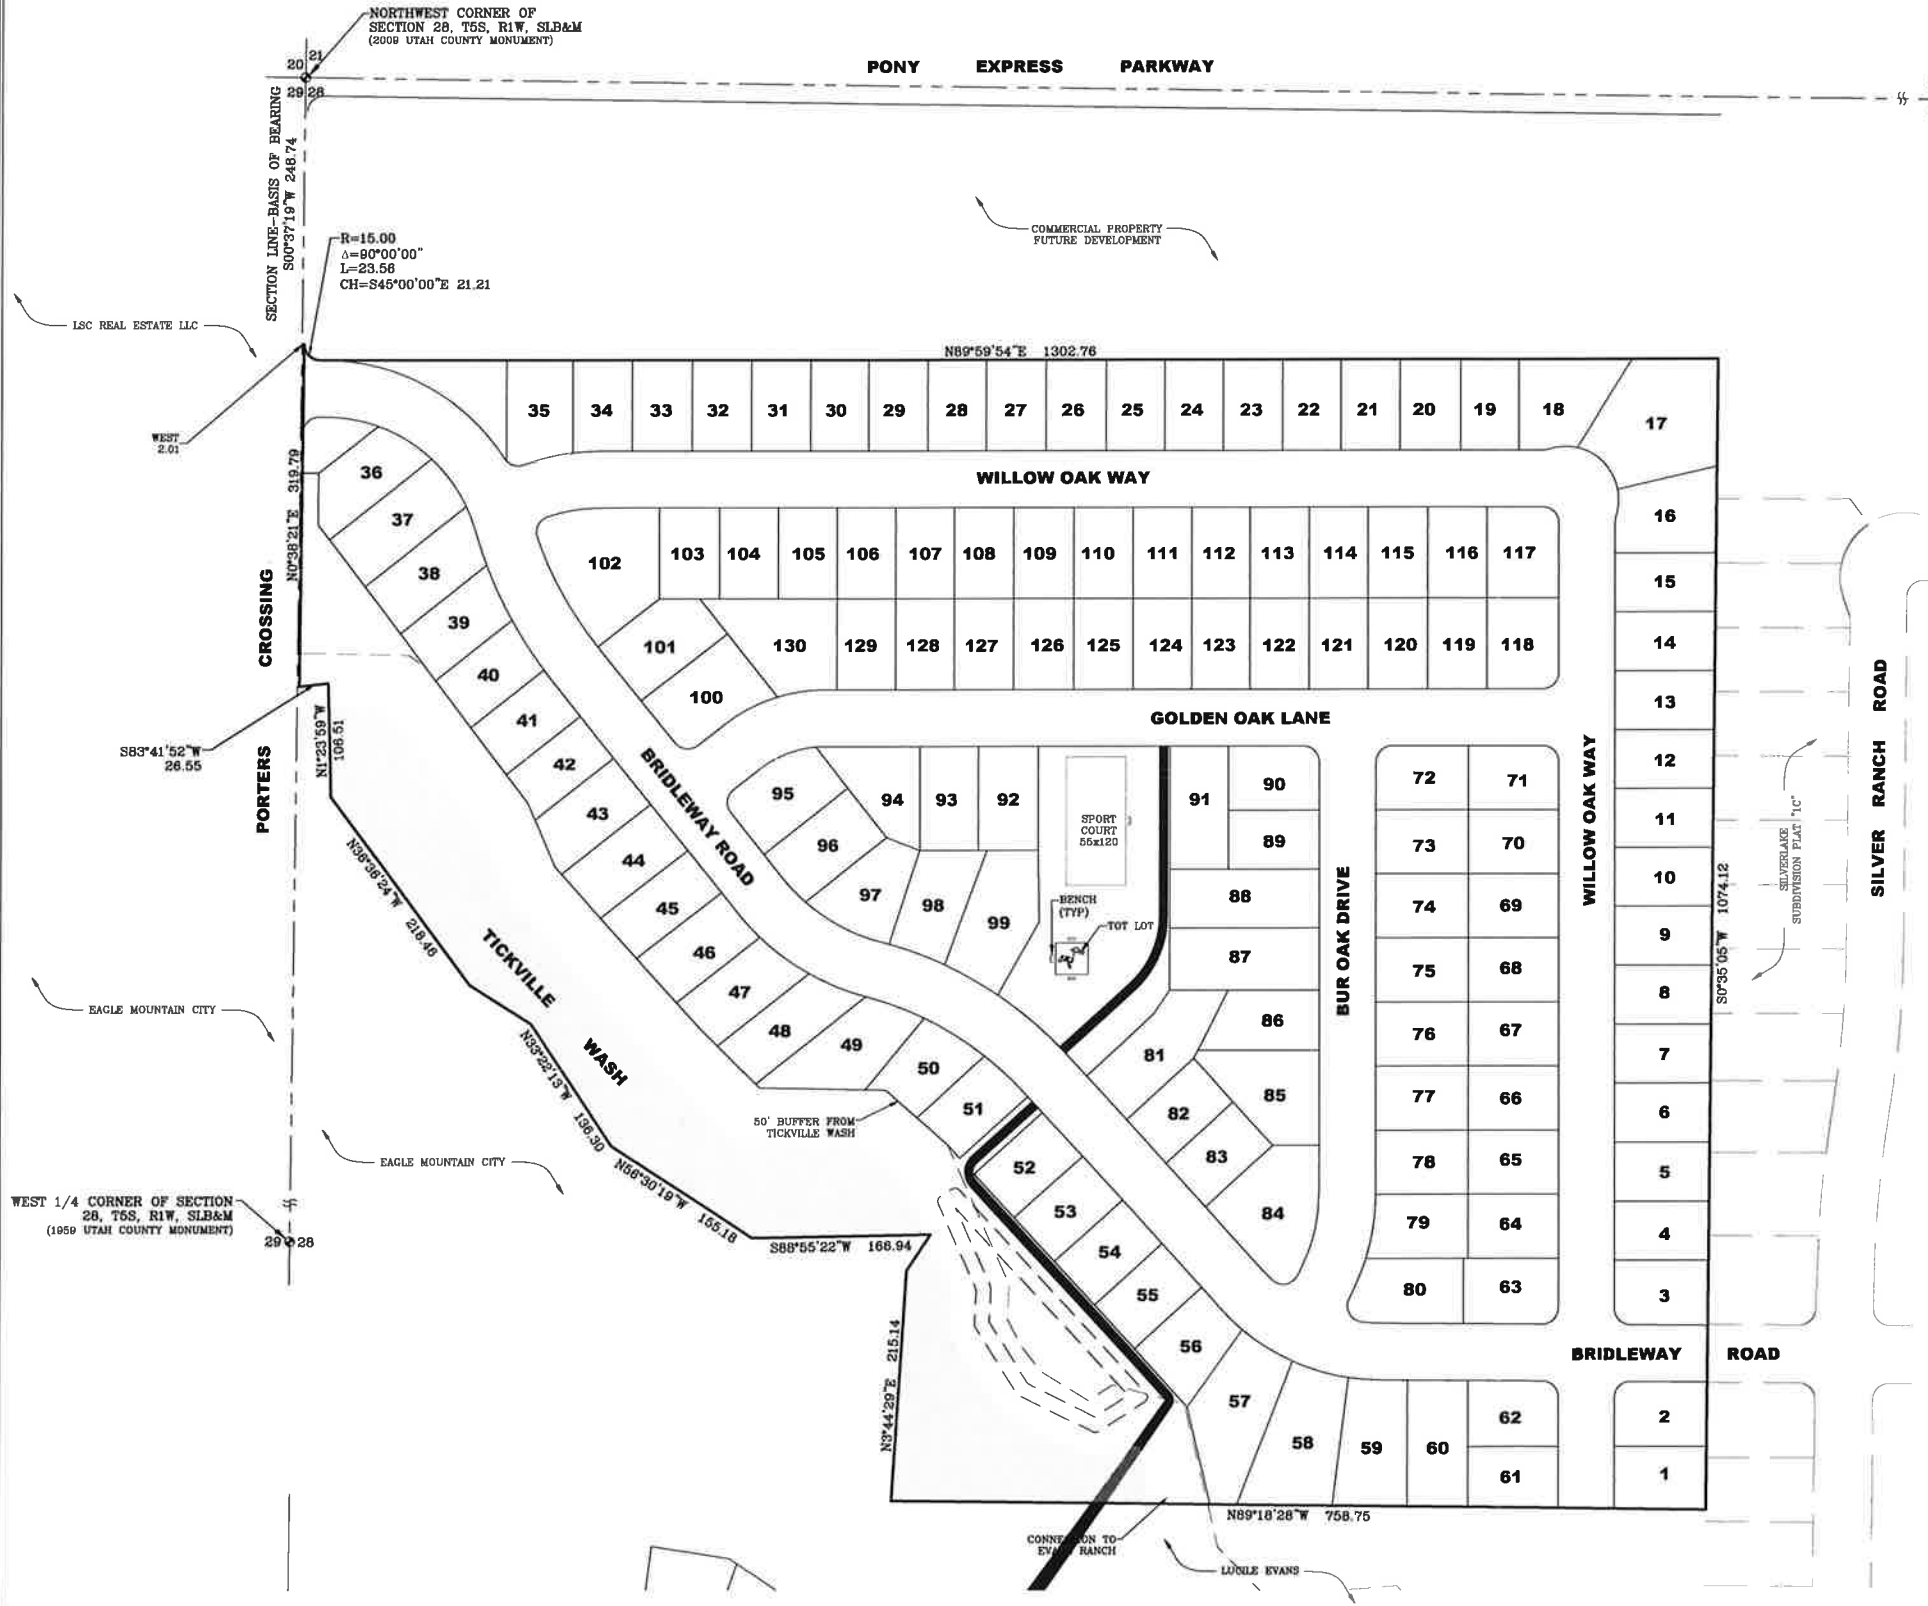 NORTHWEST CORNER OF
SECTION 28, T5S, R1W, SLB&M
(2009 UTAH COUNTY MONUMENT)
20 21
29 28
PONY EXPRESS PARKWAY
SECTION LINE-BASIS OF BEARING
S00°37'19"W 248.74
R=15.00
Δ=90°00'00"
L=23.56
CH=S45°00'00"E 21.21
COMMERCIAL PROPERTY
FUTURE DEVELOPMENT
LSC REAL ESTATE LLC
N89°59'54"E 1302.76
WEST
2.01
35 34 33 32 31 30 29 28 27 26 25 24 23 22 21 20 19 18 17
N0°38'21"E 319.79
WILLOW OAK WAY
36
37
38
39
40
41
42
43
44
45
46
47
48
49
50
51
102 103 104 105 106 107 108 109 110 111 112 113 114 115 116 117
101 130 129 128 127 126 125 124 123 122 121 120 119 118
100
16
15
14
13
12
11
10
9
8
7
6
5
4
3
PORTERS CROSSING
GOLDEN OAK LANE
S83°41'52"W
26.55
N1°23'59"W
106.51
BRIDLEWAY ROAD
95 94 93 92
96
97
98
99
SPORT
COURT
55x120
BENCH
(TYP)
TOT LOT
91 90
89
88
87
86
81
85
82
83
84
BUR OAK DRIVE
72 71
73 70
74 69
75 68
76 67
77 66
78 65
79 64
80 63
WILLOW OAK WAY
S0°35'05"W 1074.12
SILVERLAKE
SUBDIVISION PLAT "1C"
SILVER RANCH ROAD
N36°36'24"W 218.46
TICKVILLE WASH
EAGLE MOUNTAIN CITY
N33°22'13"W 136.30
50' BUFFER FROM
TICKVILLE WASH
EAGLE MOUNTAIN CITY
N56°30'19"W 155.18
WEST 1/4 CORNER OF SECTION
28, T5S, R1W, SLB&M
(1959 UTAH COUNTY MONUMENT)
29 28
S88°55'22"W 166.94
52
53
54
55
56
57
58
59
60
N3°44'29"E 215.14
BRIDLEWAY ROAD
62 2
61 1
N89°18'28"W 758.75
CONNECTION TO
EVANS RANCH
LUCILE EVANS